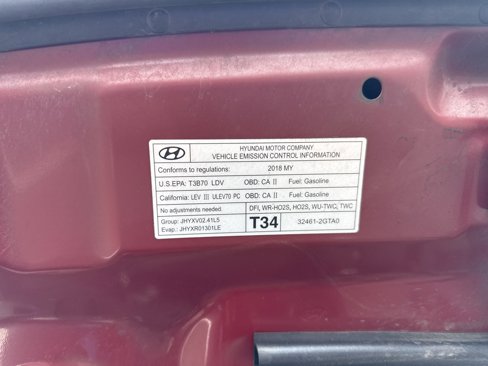 HYUNDAI MOTOR COMPANY
VEHICLE EMISSION CONTROL INFORMATION
Conforms to regulations: 2018 MY
U.S.EPA: T3B70 LDV OBD: CA II Fuel: Gasoline
California: LEV III ULEV70 PC OBD: CA II Fuel: Gasoline
No adjustments needed. DFI, WR-HO2S, HO2S, WU-TWC, TWC
Group: JHYXV02.41L5 T34 32461-2GTA0
Evap.: JHYXR01301LE